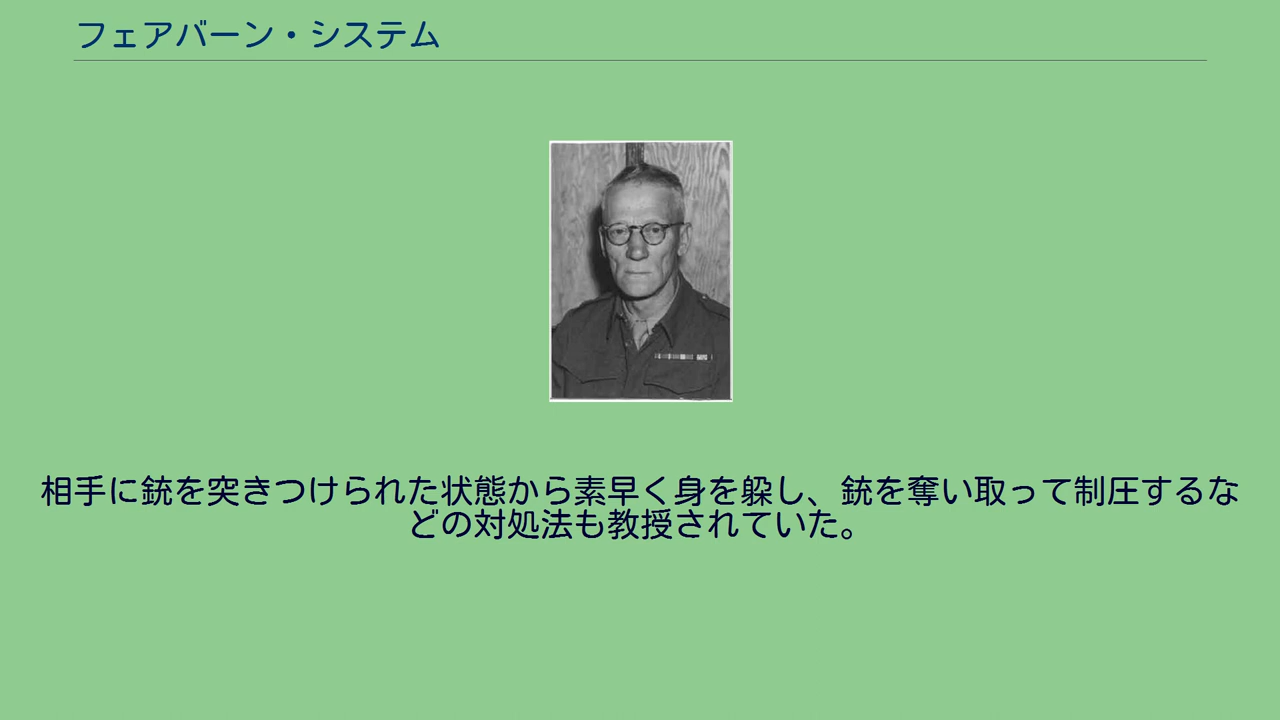 フェアバーン・システム
相手に銃を突きつけられた状態から素早く身を躱し、銃を奪い取って制圧するな
どの対処法も教授されていた。